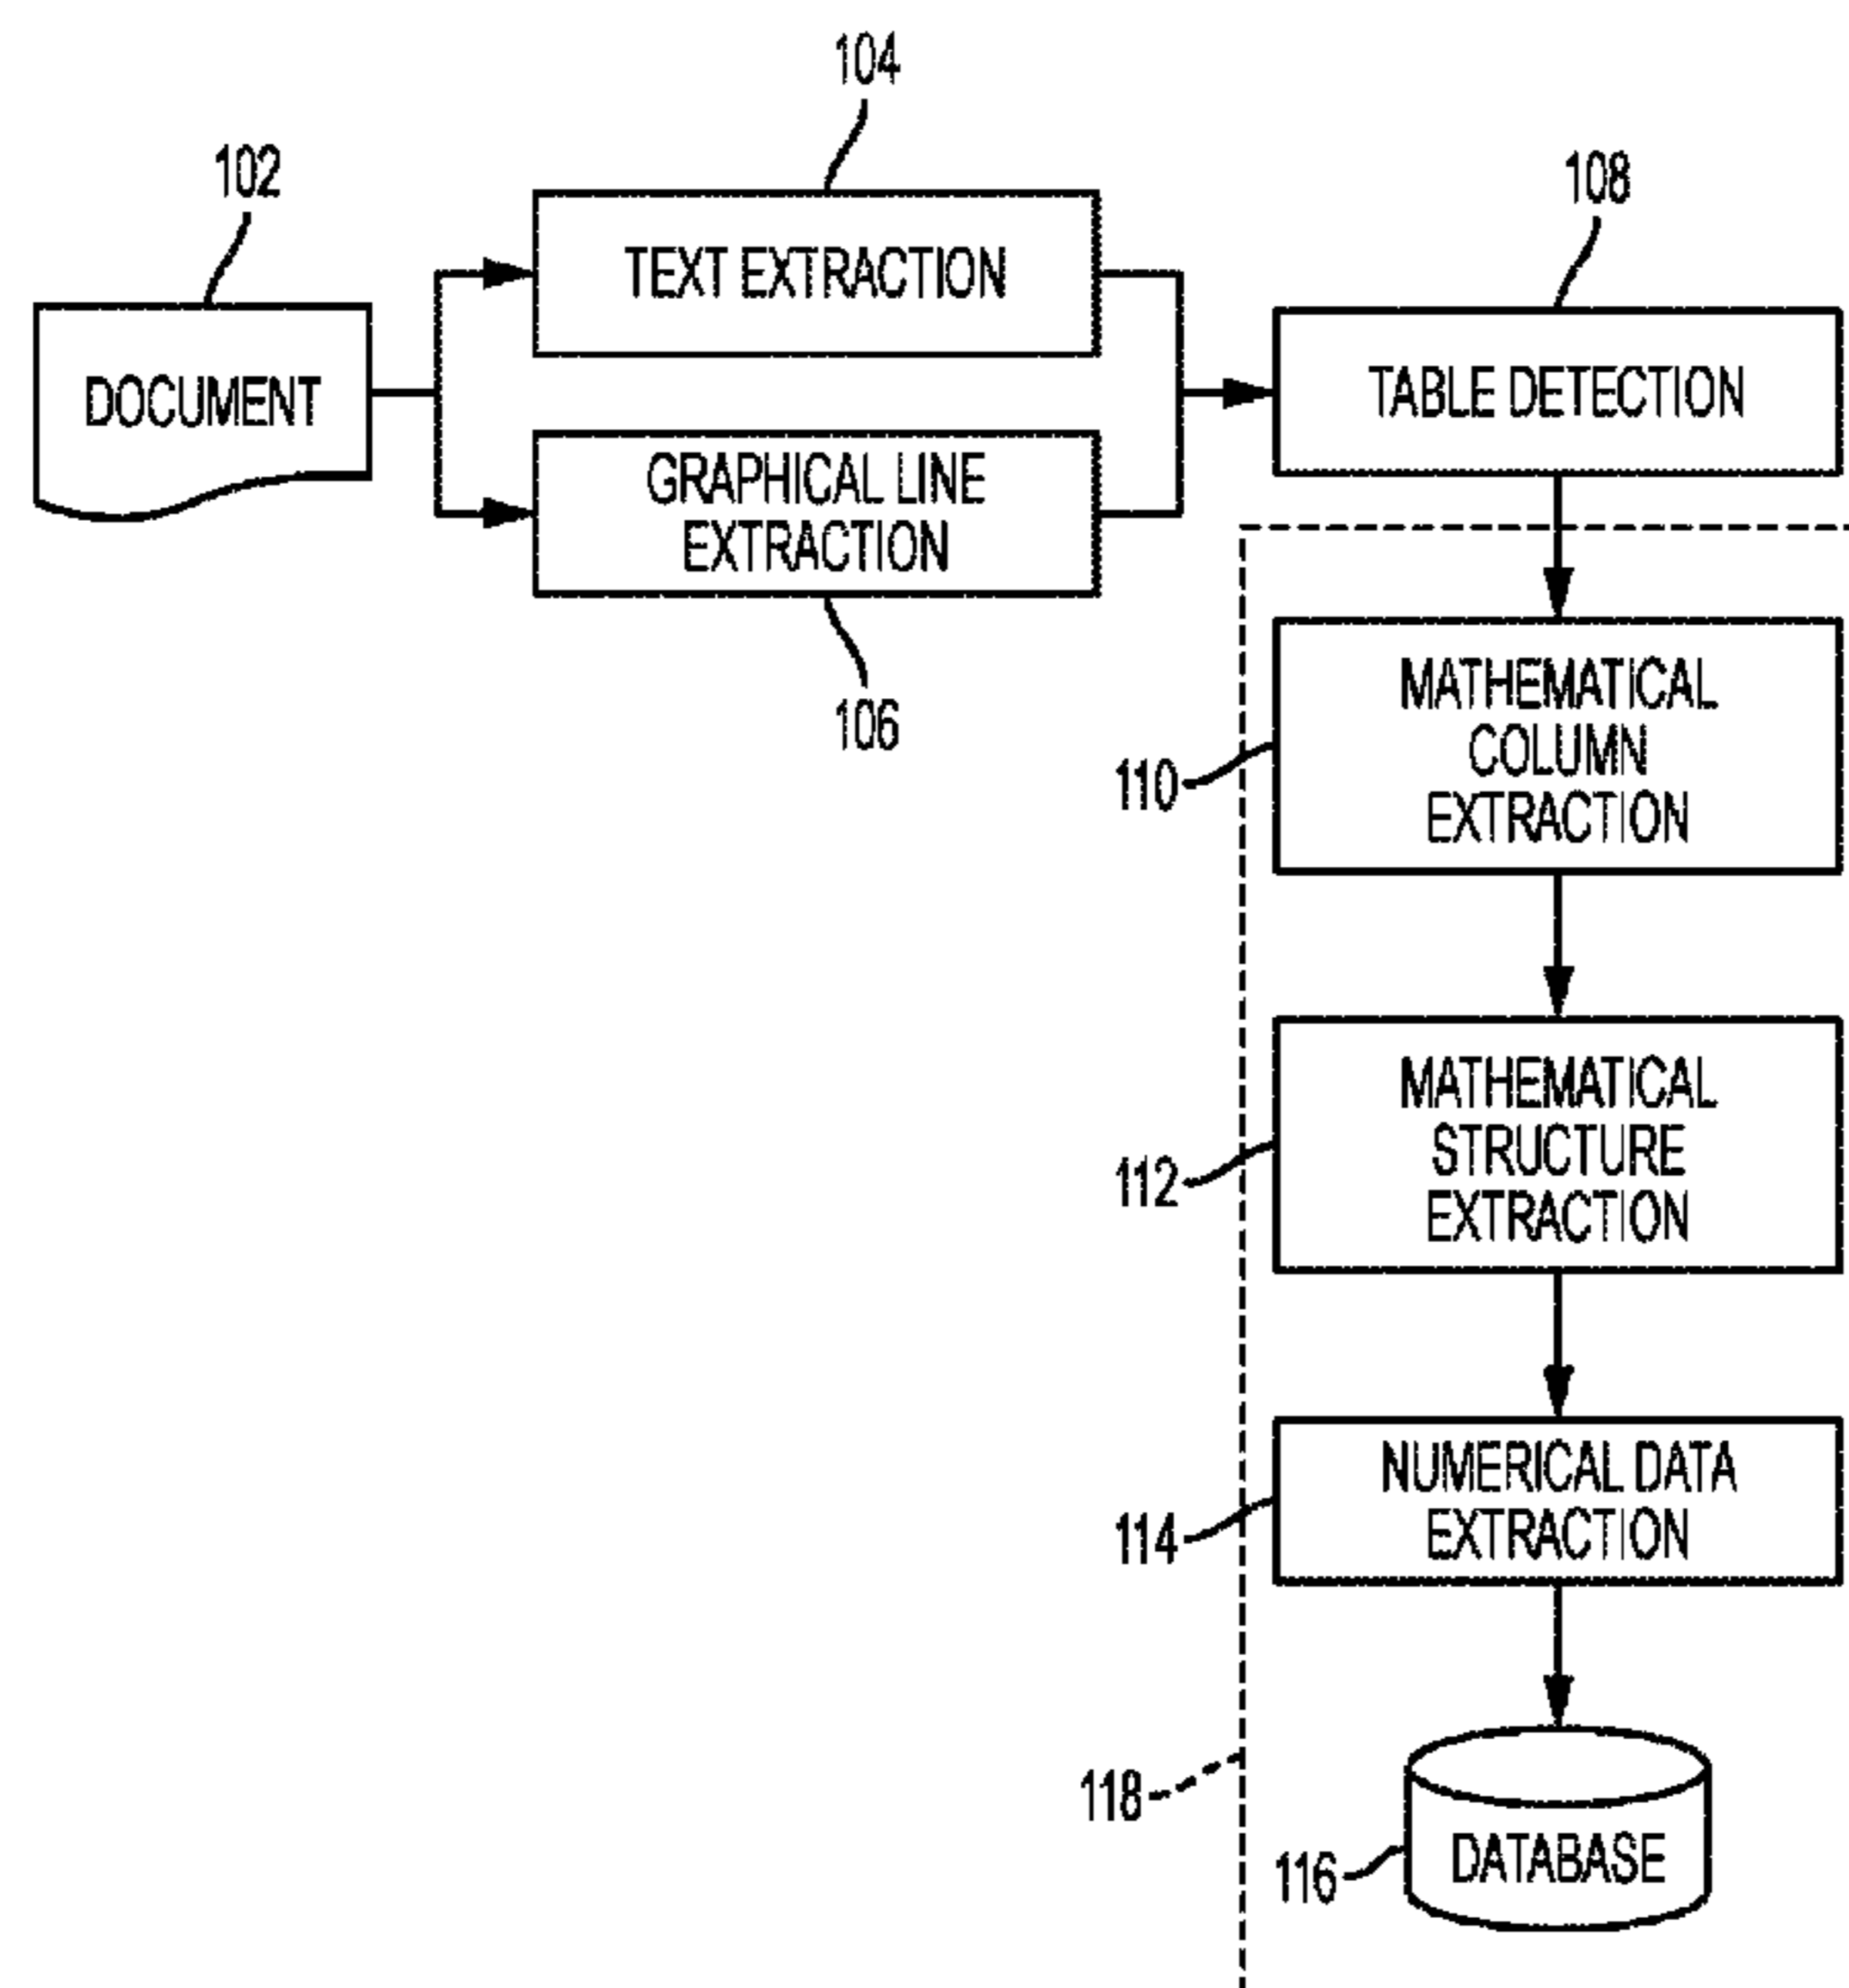 104
102
108
TEXT EXTRACTION
DOCUMENT
TABLE DETECTION
GRAPHICAL LINE
EXTRACTION
106
110
MATHEMATICAL
COLUMN
EXTRACTION
112
MATHEMATICAL
STRUCTURE
EXTRACTION
114
NUMERICAL DATA
EXTRACTION
118
116
DATABASE